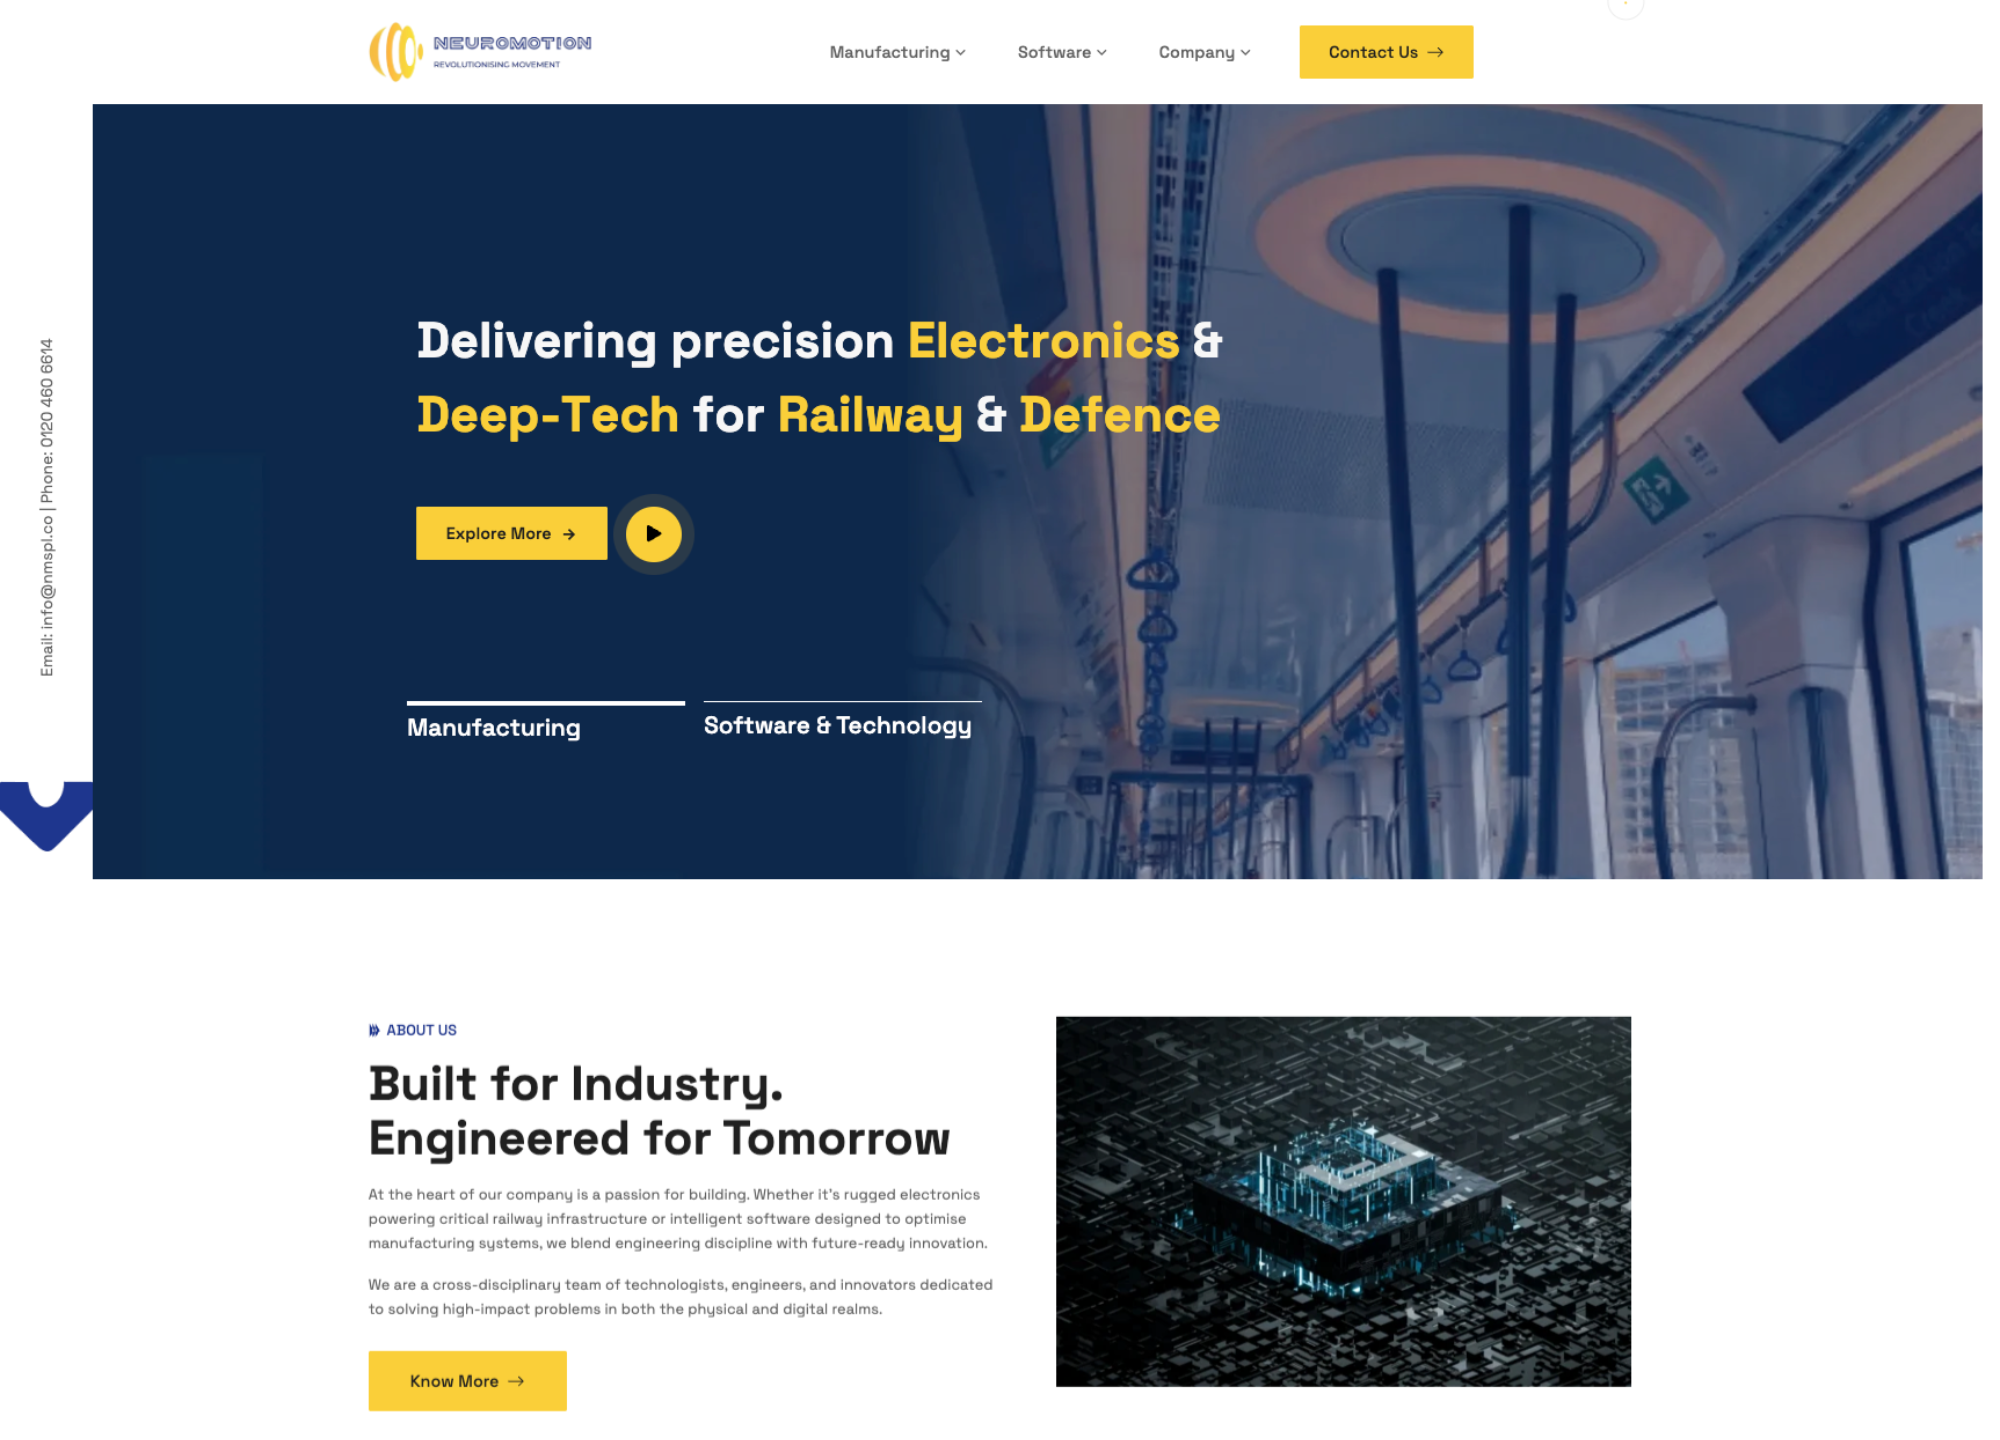 NEUROMOTION
REVOLUTIONISING MOVEMENT
Manufacturing
Software
Company
Contact Us
Email: info@nmspl.co | Phone: 0120 460 6614
Delivering precision Electronics &
Deep-Tech for Railway & Defence
Explore More
Manufacturing
Software & Technology
ABOUT US
Built for Industry.
Engineered for Tomorrow
At the heart of our company is a passion for building. Whether it's rugged electronics
powering critical railway infrastructure or intelligent software designed to optimise
manufacturing systems, we blend engineering discipline with future-ready innovation.
We are a cross-disciplinary team of technologists, engineers, and innovators dedicated
to solving high-impact problems in both the physical and digital realms.
Know More